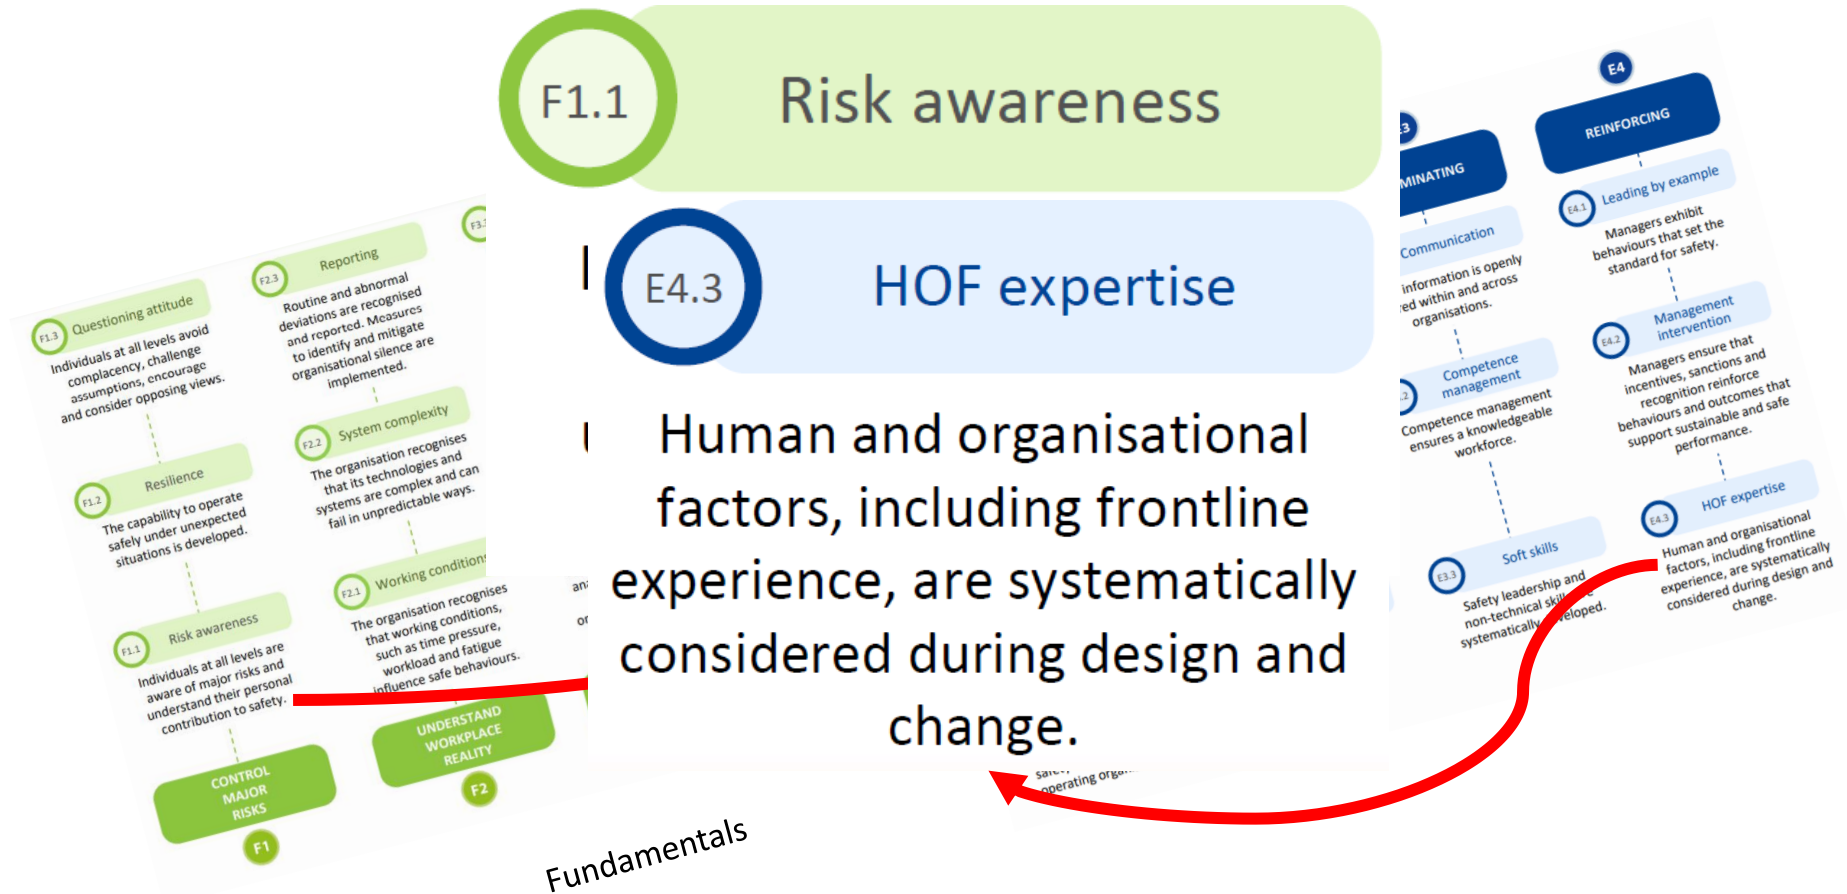 F1.1
Risk awareness
E4.3
HOF expertise
Human and organisational
factors, including frontline
experience, are systematically
considered during design and
change.
F1.3
Questioning attitude
Individuals at all levels avoid
complacency, challenge
assumptions, encourage
and consider opposing views.
F1.2
Resilience
The capability to operate
safely under unexpected
situations is developed.
F1.1
Risk awareness
Individuals at all levels are
aware of major risks and
understand their personal
contribution to safety.
CONTROL
MAJOR
RISKS
F1
F2.3
Reporting
Routine and abnormal
deviations are recognised
and reported. Measures
to identify and mitigate
organisational silence are
implemented.
F2.2
System complexity
The organisation recognises
that its technologies and
systems are complex and can
fail in unpredictable ways.
F2.1
Working conditions
The organisation recognises
that working conditions,
such as time pressure,
workload and fatigue
influence safe behaviours.
UNDERSTAND
WORKPLACE
REALITY
F2
Fundamentals
operating
MINATING
Communication
information is openly
within and across
organisations.
Competence
management
Competence management
ensures a knowledgeable
workforce.
E3.3
Soft skills
Safety leadership and
non-technical
systematically
E4
REINFORCING
E4.1
Leading by example
Managers exhibit
behaviours that set the
standard for safety.
E4.2
Management
intervention
Managers ensure that
incentives, sanctions and
recognition reinforce
behaviours and outcomes that
support sustainable and safe
performance.
E4.3
HOF expertise
Human and organisational
factors, including frontline
experience, are systematically
considered during design and
change.